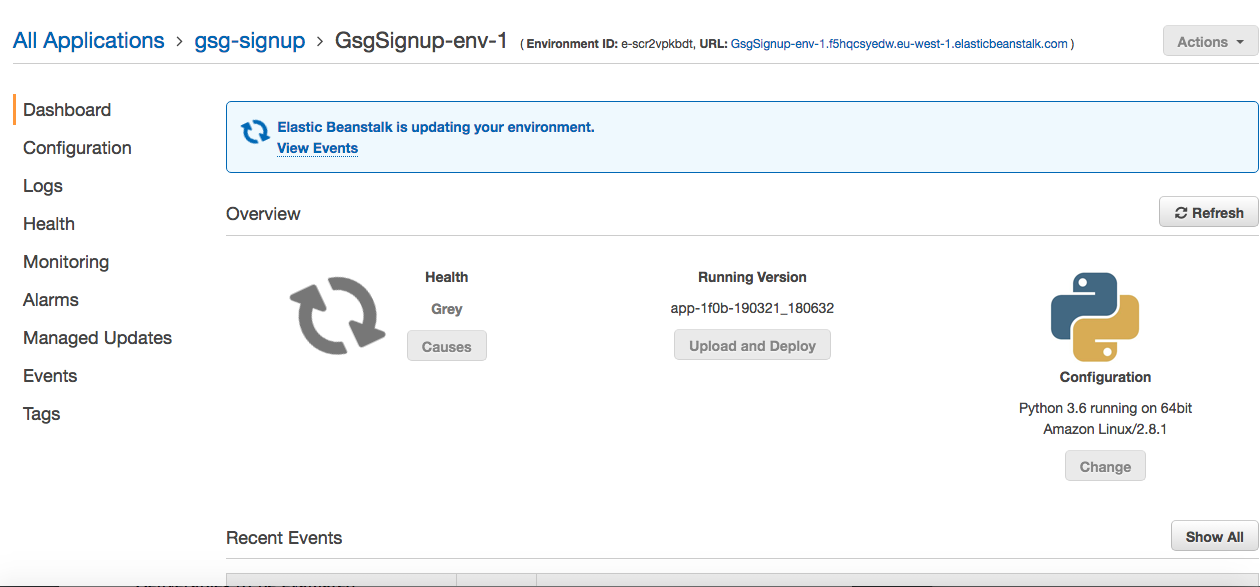 All Applications > gsg-signup > GsgSignup-env-1 ( Environment ID: e-scr2vpkbdt, URL: GsgSignup-env-1.f5hqcsyedw.eu-west-1.elasticbeanstalk.com )
Actions
Dashboard
Configuration
Logs
Health
Monitoring
Alarms
Managed Updates
Events
Tags
Elastic Beanstalk is updating your environment.
View Events
Overview
Refresh
Health
Grey
Causes
Running Version
app-1f0b-190321_180632
Upload and Deploy
Configuration
Python 3.6 running on 64bit
Amazon Linux/2.8.1
Change
Recent Events
Show All